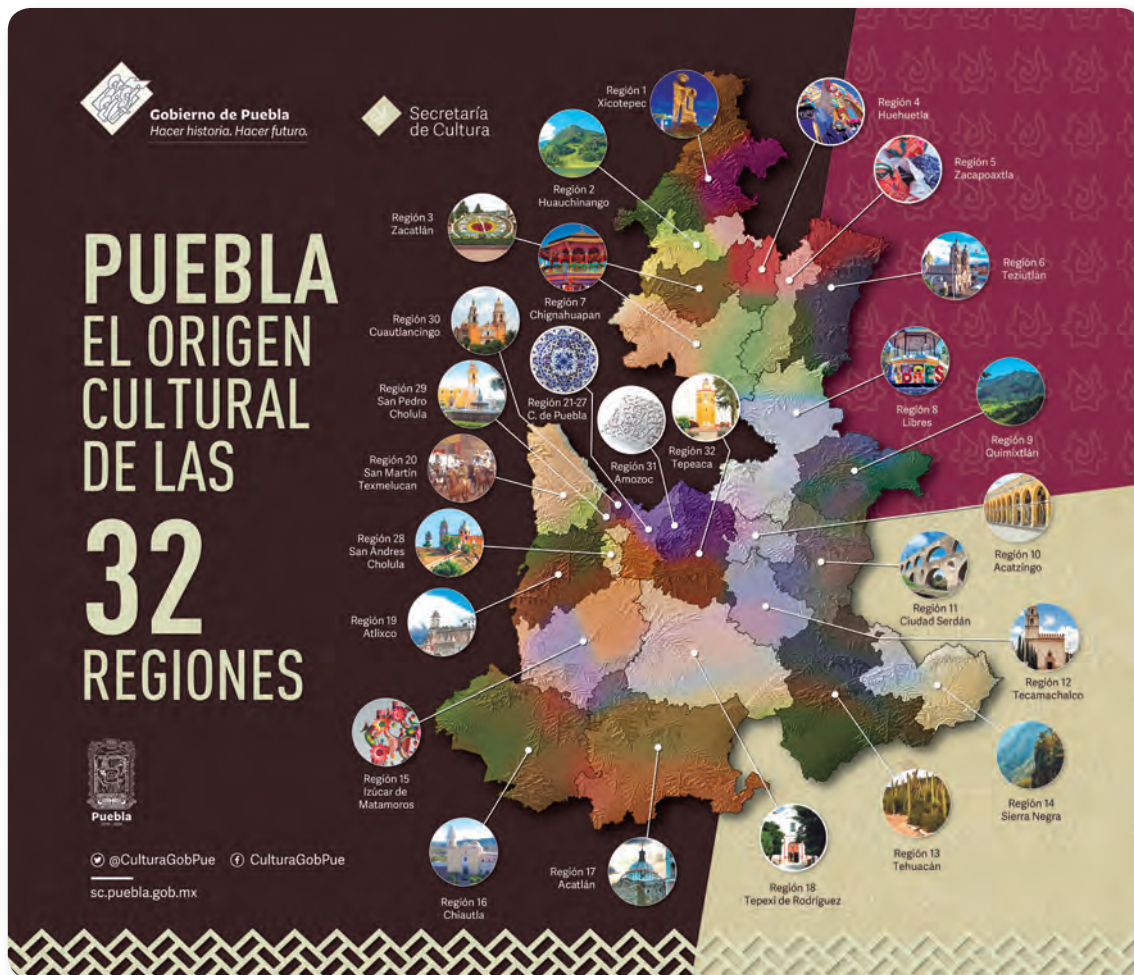 Gobierno de Puebla
Hacer historia. Hacer futuro.
Secretaría
de Cultura
PUEBLA
EL ORIGEN
CULTURAL
DE LAS
32
REGIONES
Región 1
Xicotepec
Región 4
Huehuetla
Región 5
Zacapoaxtla
Región 2
Huauchinango
Región 3
Zacatlán
Región 6
Teziutlán
Región 7
Chignahuapan
Región 30
Cuautlancingo
Región 29
San Pedro
Cholula
Región 21-27
C. de Puebla
LIBRES
Región 8
Libres
Región 9
Quimixtlán
Región 20
San Martín
Texmelucan
Región 31
Amozoc
Región 32
Tepeaca
Región 28
San Andres
Cholula
Región 10
Acatzingo
Región 11
Ciudad Serdán
Región 19
Atlixco
Región 12
Tecamachalco
Región 15
Izúcar de
Matamoros
Región 14
Sierra Negra
Región 13
Tehuacán
Región 17
Acatlán
Región 18
Tepexi de Rodríguez
Región 16
Chiautla
Puebla
@CulturaGobPue
CulturaGobPue
sc.puebla.gob.mx